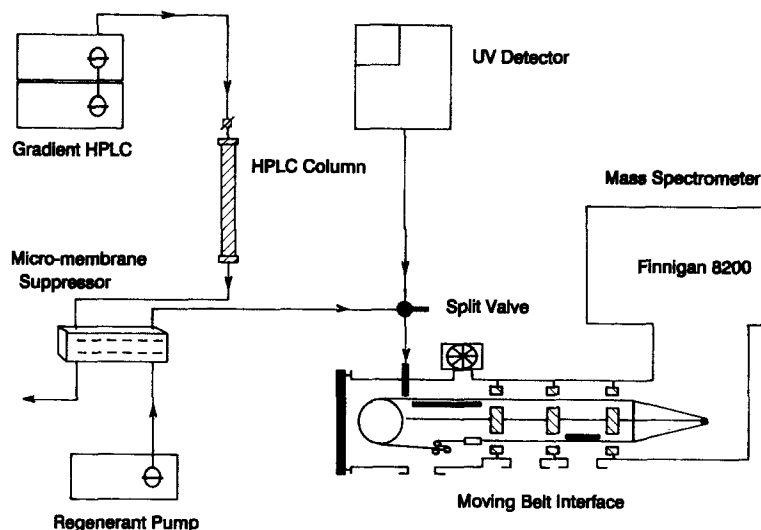 UV Detector
Gradient HPLC
HPLC Column
Mass Spectrometer
Micro-membrane
Suppressor
Finnigan 8200
Split Valve
Moving Belt Interface
Regenerant Pump